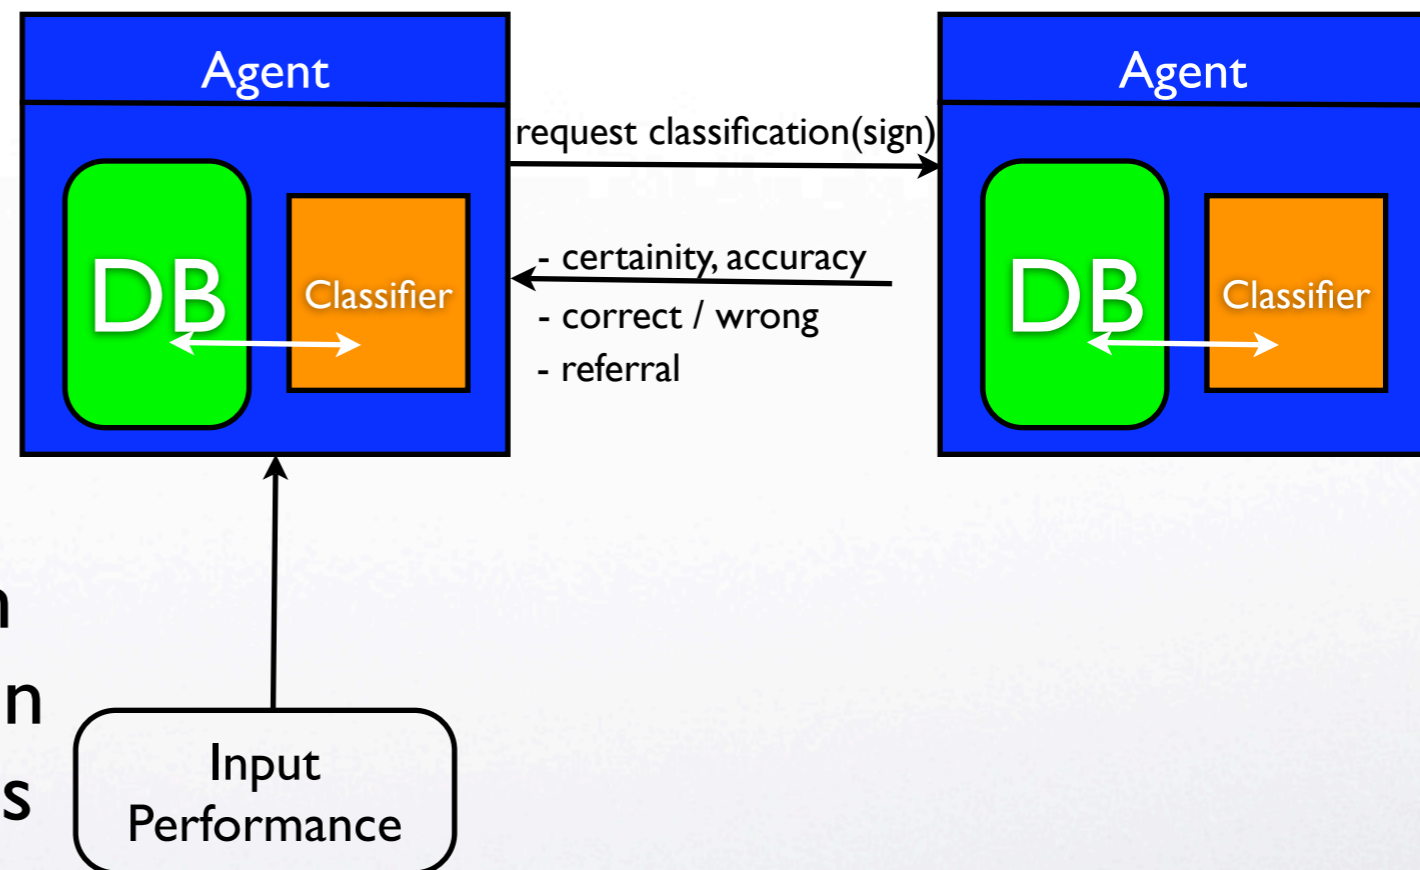 Agent
Agent
request classification(sign)
DB
Classifier
DB
Classifier
- certainity, accuracy
- correct / wrong
- referral
n
n
s
Input
Performance